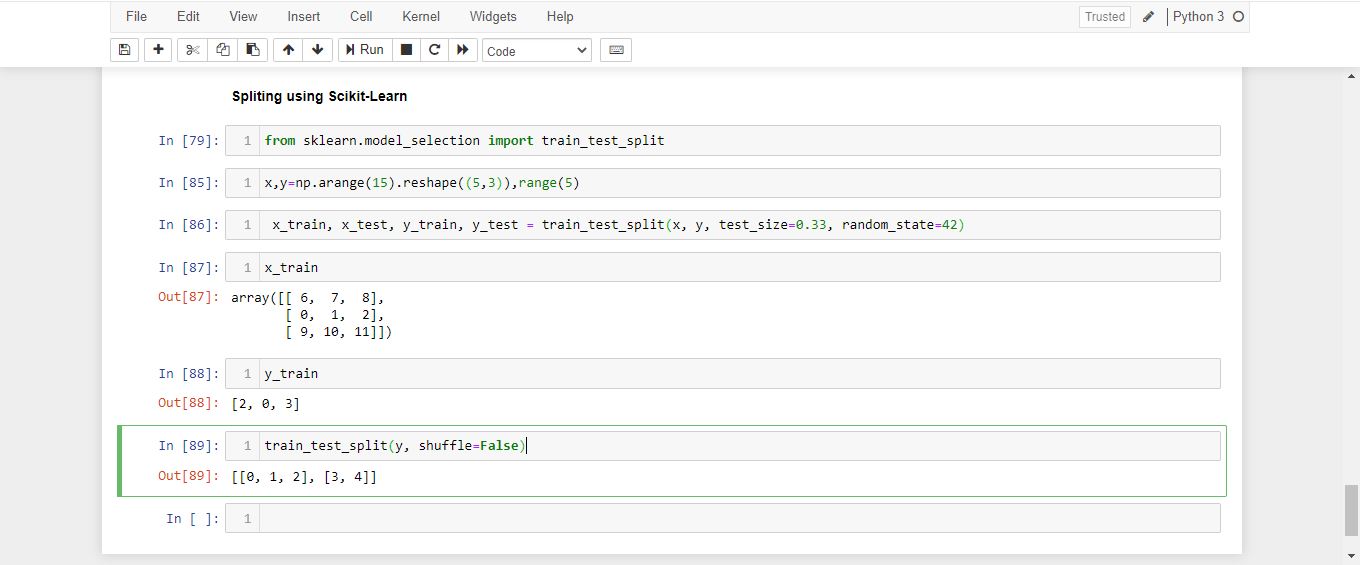 File Edit View Insert Cell Kernel Widgets Help Trusted Python 3
Run Code
Spliting using Scikit-Learn
In [79]: 1 from sklearn.model_selection import train_test_split
In [85]: 1 x,y=np.arange(15).reshape((5,3)),range(5)
In [86]: 1 x_train, x_test, y_train, y_test = train_test_split(x, y, test_size=0.33, random_state=42)
In [87]: 1 x_train
Out[87]: array([[ 6, 7, 8],
[ 0, 1, 2],
[ 9, 10, 11]])
In [88]: 1 y_train
Out[88]: [2, 0, 3]
In [89]: 1 train_test_split(y, shuffle=False)
Out[89]: [[0, 1, 2], [3, 4]]
In [ ]: 1